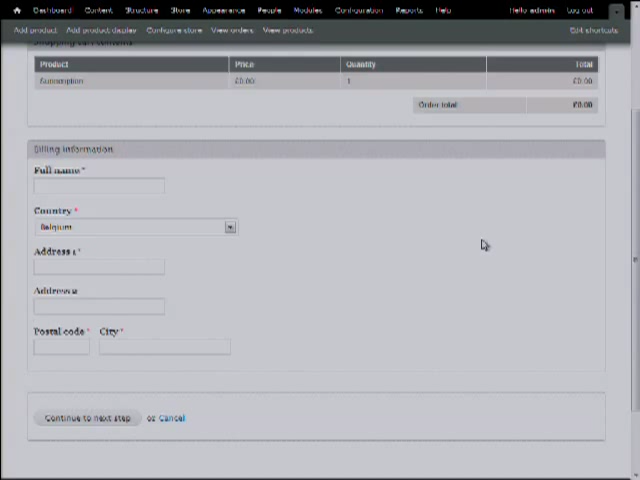 Dashboard Content Structure Store Appearance People Modules Configuration Reports Help Hello admin Log out
Add product Add product display Configure store View orders View products Edit shortcuts
Shopping cart contents
Product Price Quantity Total
Subscription £0.00 1 £0.00
Order total: £0.00
Billing information
Full name *
Country *
Belgium
Address 1 *
Address 2
Postal code * City *
Continue to next step or Cancel